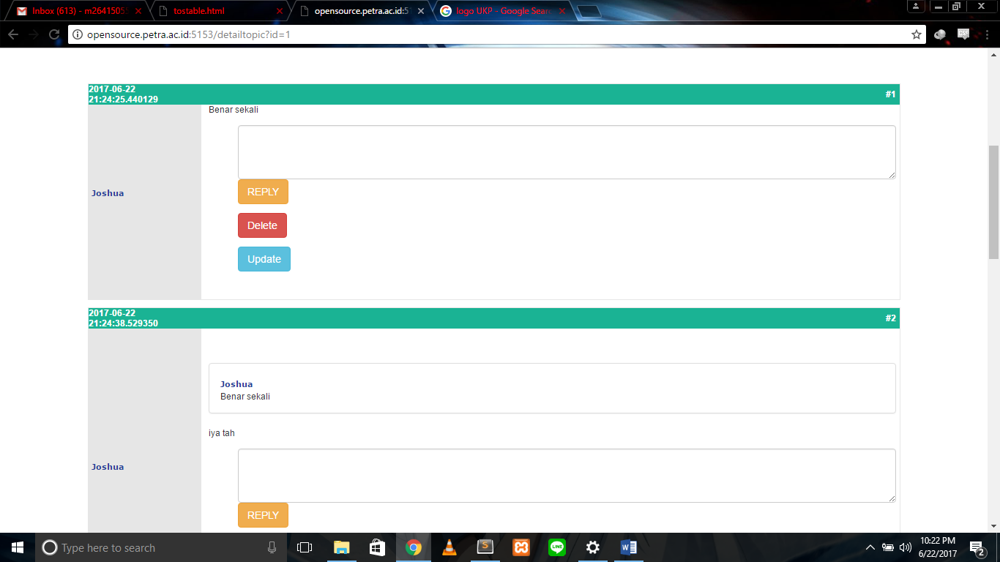 Inbox (613) - m2641505
tostable.html
opensource.petra.ac.id:51
logo UKP - Google Sear
opensource.petra.ac.id:5153/detailtopic?id=1
2017-06-22
21:24:25.440129
#1
Benar sekali
Joshua
REPLY
Delete
Update
2017-06-22
21:24:38.529350
#2
Joshua
Benar sekali
iya tah
Joshua
REPLY
Type here to search
10:22 PM
6/22/2017
2